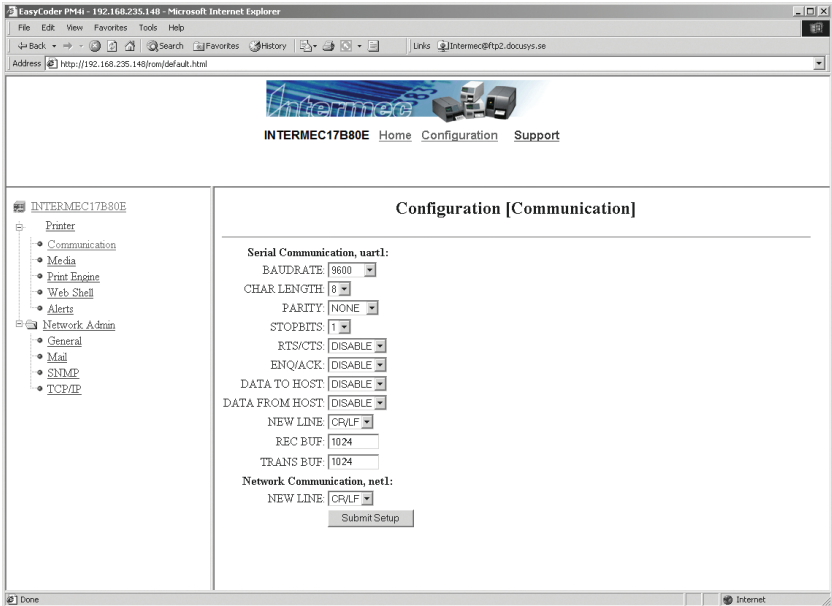 EasyCoder PM4i - 192.168.235.148 - Microsoft Internet Explorer
File Edit View Favorites Tools Help
Back Search Favorites History Links Intermec@ftp2.docusys.se
Address http://192.168.235.148/rom/default.html
Intermec
INTERMEC17B80E Home Configuration Support
INTERMEC17B80E
Printer
Communication
Media
Print Engine
Web Shell
Alerts
Network Admin
General
Mail
SNMP
TCP/IP
Configuration [Communication]
Serial Communication, uart1:
BAUDRATE: 9600
CHAR LENGTH: 8
PARITY: NONE
STOPBITS: 1
RTS/CTS: DISABLE
ENQ/ACK: DISABLE
DATA TO HOST: DISABLE
DATA FROM HOST: DISABLE
NEW LINE: CR/LF
REC BUF: 1024
TRANS BUF: 1024
Network Communication, net1:
NEW LINE: CR/LF
Submit Setup
Done Internet